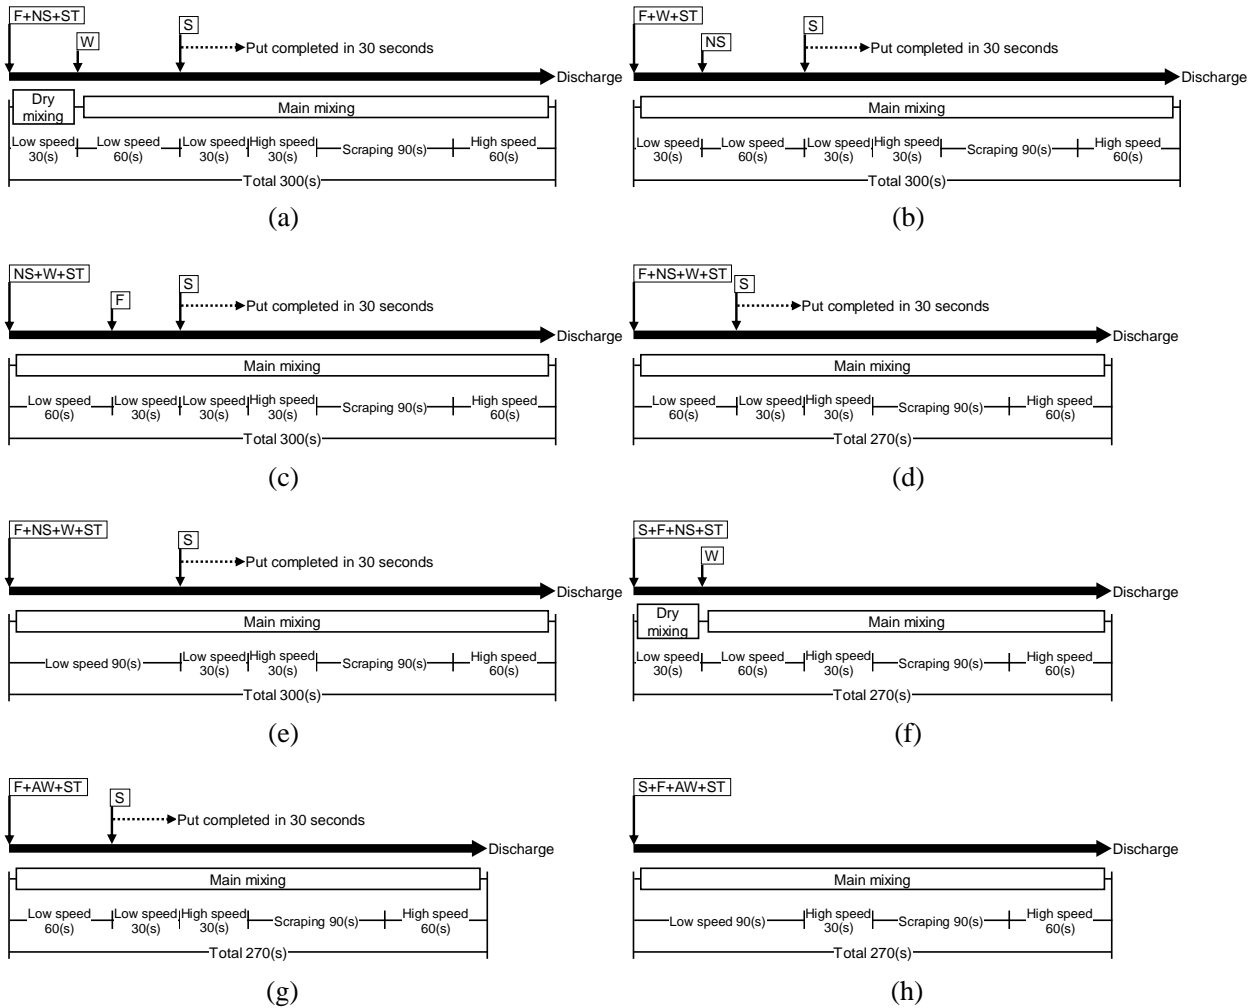 F+NS+ST
W
S
Put completed in 30 seconds
Discharge
Dry
mixing
Main mixing
Low speed
30(s)
Low speed
60(s)
Low speed
30(s)
High speed
30(s)
Scraping 90(s)
High speed
60(s)
Total 300(s)
(a)
F+W+ST
NS
S
Put completed in 30 seconds
Discharge
Main mixing
Low speed
30(s)
Low speed
60(s)
Low speed
30(s)
High speed
30(s)
Scraping 90(s)
High speed
60(s)
Total 300(s)
(b)
NS+W+ST
F
S
Put completed in 30 seconds
Discharge
Main mixing
Low speed
60(s)
Low speed
30(s)
Low speed
30(s)
High speed
30(s)
Scraping 90(s)
High speed
60(s)
Total 300(s)
(c)
F+NS+W+ST
S
Put completed in 30 seconds
Discharge
Main mixing
Low speed
60(s)
Low speed
30(s)
High speed
30(s)
Scraping 90(s)
High speed
60(s)
Total 270(s)
(d)
F+NS+W+ST
S
Put completed in 30 seconds
Discharge
Main mixing
Low speed 90(s)
Low speed
30(s)
High speed
30(s)
Scraping 90(s)
High speed
60(s)
Total 300(s)
(e)
S+F+NS+ST
W
Discharge
Dry
mixing
Main mixing
Low speed
30(s)
Low speed
60(s)
High speed
30(s)
Scraping 90(s)
High speed
60(s)
Total 270(s)
(f)
F+AW+ST
S
Put completed in 30 seconds
Discharge
Main mixing
Low speed
60(s)
Low speed
30(s)
High speed
30(s)
Scraping 90(s)
High speed
60(s)
Total 270(s)
(g)
S+F+AW+ST
Discharge
Main mixing
Low speed 90(s)
High speed
30(s)
Scraping 90(s)
High speed
60(s)
Total 270(s)
(h)